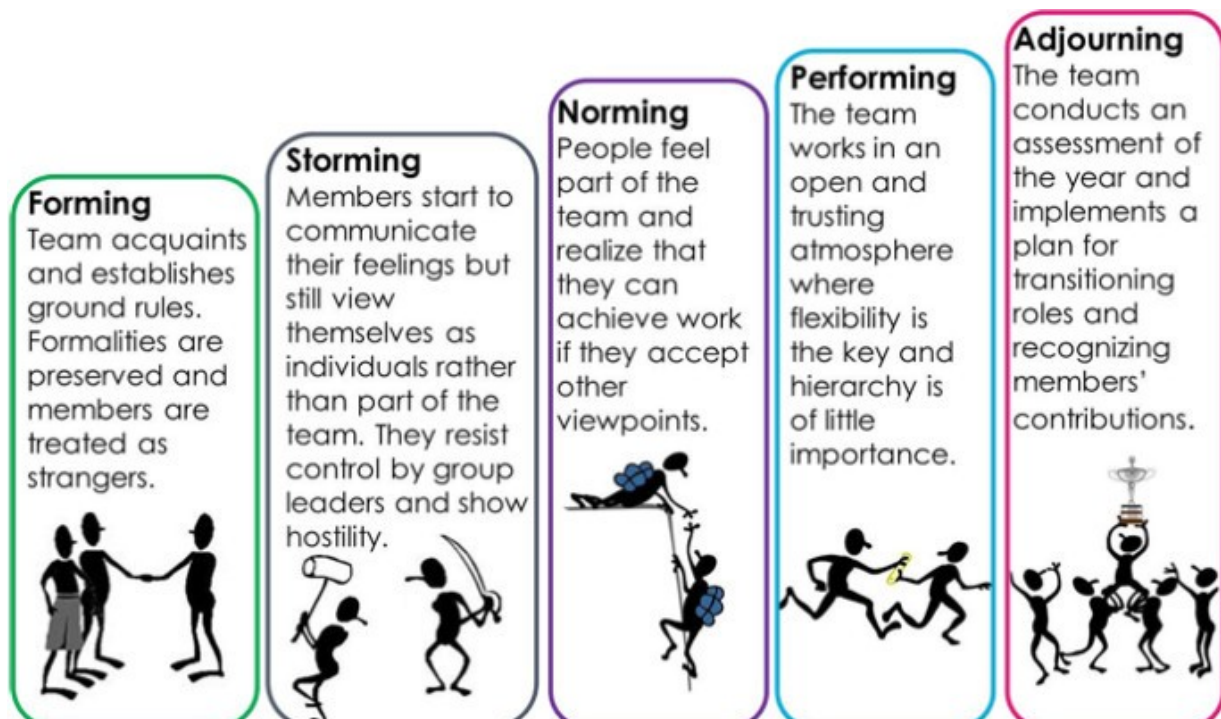 Forming
Team acquaints
and establishes
ground rules.
Formalities are
preserved and
members are
treated as
strangers.
Storming
Members start to
communicate
their feelings but
still view
themselves as
individuals rather
than part of the
team. They resist
control by group
leaders and show
hostility.
Norming
People feel
part of the
team and
realize that
they can
achieve work
if they accept
other
viewpoints.
Performing
The team
works in an
open and
trusting
atmosphere
where
flexibility is
the key and
hierarchy is
of little
importance.
Adjourning
The team
conducts an
assessment of
the year and
implements a
plan for
transitioning
roles and
recognizing
members’
contributions.